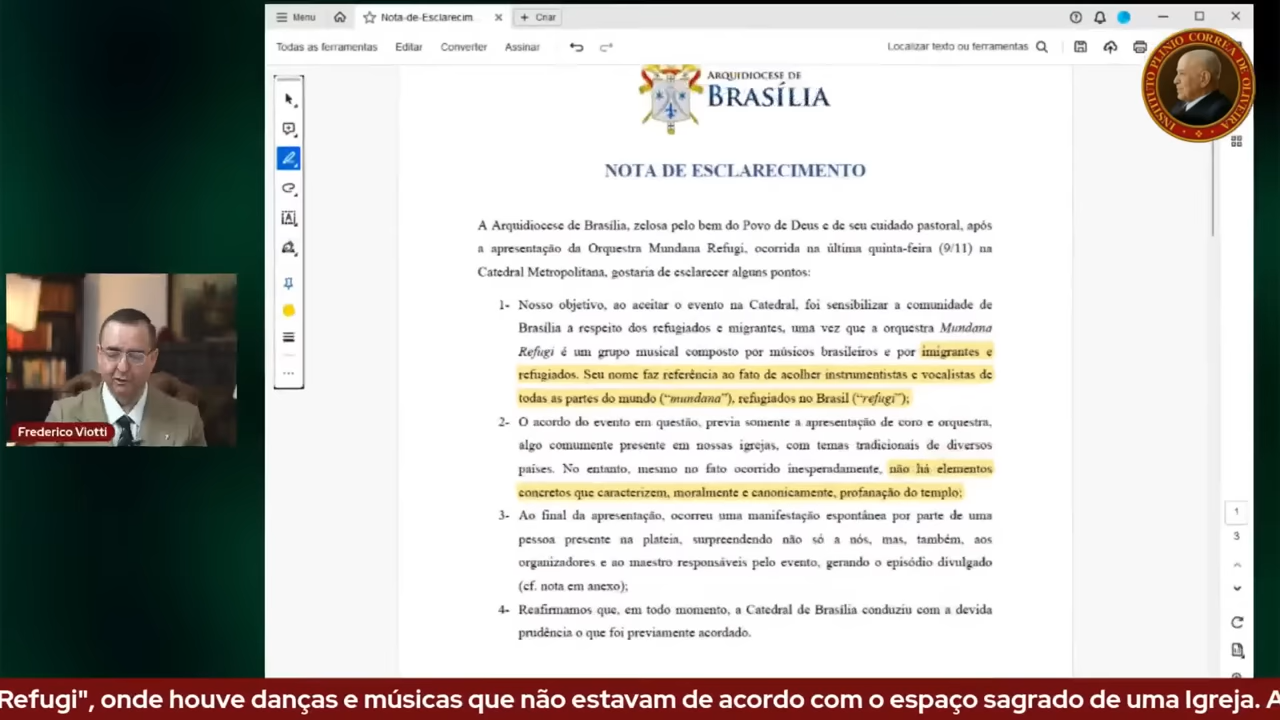 Menu
Nota-de-Esclarecim...
Criar
Todas as ferramentas
Editar
Converter
Assinar
Localizar texto ou ferramentas
INSTITUTO PLINIO CORRÊA DE OLIVEIRA
ARQUIDIOCESE DE
BRASÍLIA
NOTA DE ESCLARECIMENTO
A Arquidiocese de Brasília, zelosa pelo bem do Povo de Deus e de seu cuidado pastoral, após
a apresentação da Orquestra Mundana Refugi, ocorrida na última quinta-feira (9/11) na
Catedral Metropolitana, gostaria de esclarecer alguns pontos:
1- Nosso objetivo, ao aceitar o evento na Catedral, foi sensibilizar a comunidade de
Brasília a respeito dos refugiados e migrantes, uma vez que a orquestra Mundana
Refugi é um grupo musical composto por músicos brasileiros e por imigrantes e
refugiados. Seu nome faz referência ao fato de acolher instrumentistas e vocalistas de
todas as partes do mundo (“mundana”), refugiados no Brasil (“refugi”);
2- O acordo do evento em questão, previa somente a apresentação de coro e orquestra,
algo comumente presente em nossas igrejas, com temas tradicionais de diversos
países. No entanto, mesmo no fato ocorrido inesperadamente, não há elementos
concretos que caracterizem, moralmente e canonicamente, profanação do templo;
3- Ao final da apresentação, ocorreu uma manifestação espontânea por parte de uma
pessoa presente na plateia, surpreendendo não só a nós, mas, também, aos
organizadores e ao maestro responsáveis pelo evento, gerando o episódio divulgado
(cf. nota em anexo);
4- Reafirmamos que, em todo momento, a Catedral de Brasília conduziu com a devida
prudência o que foi previamente acordado.
1
3
Frederico Viotti
Refugi", onde houve danças e músicas que não estavam de acordo com o espaço sagrado de uma Igreja. A